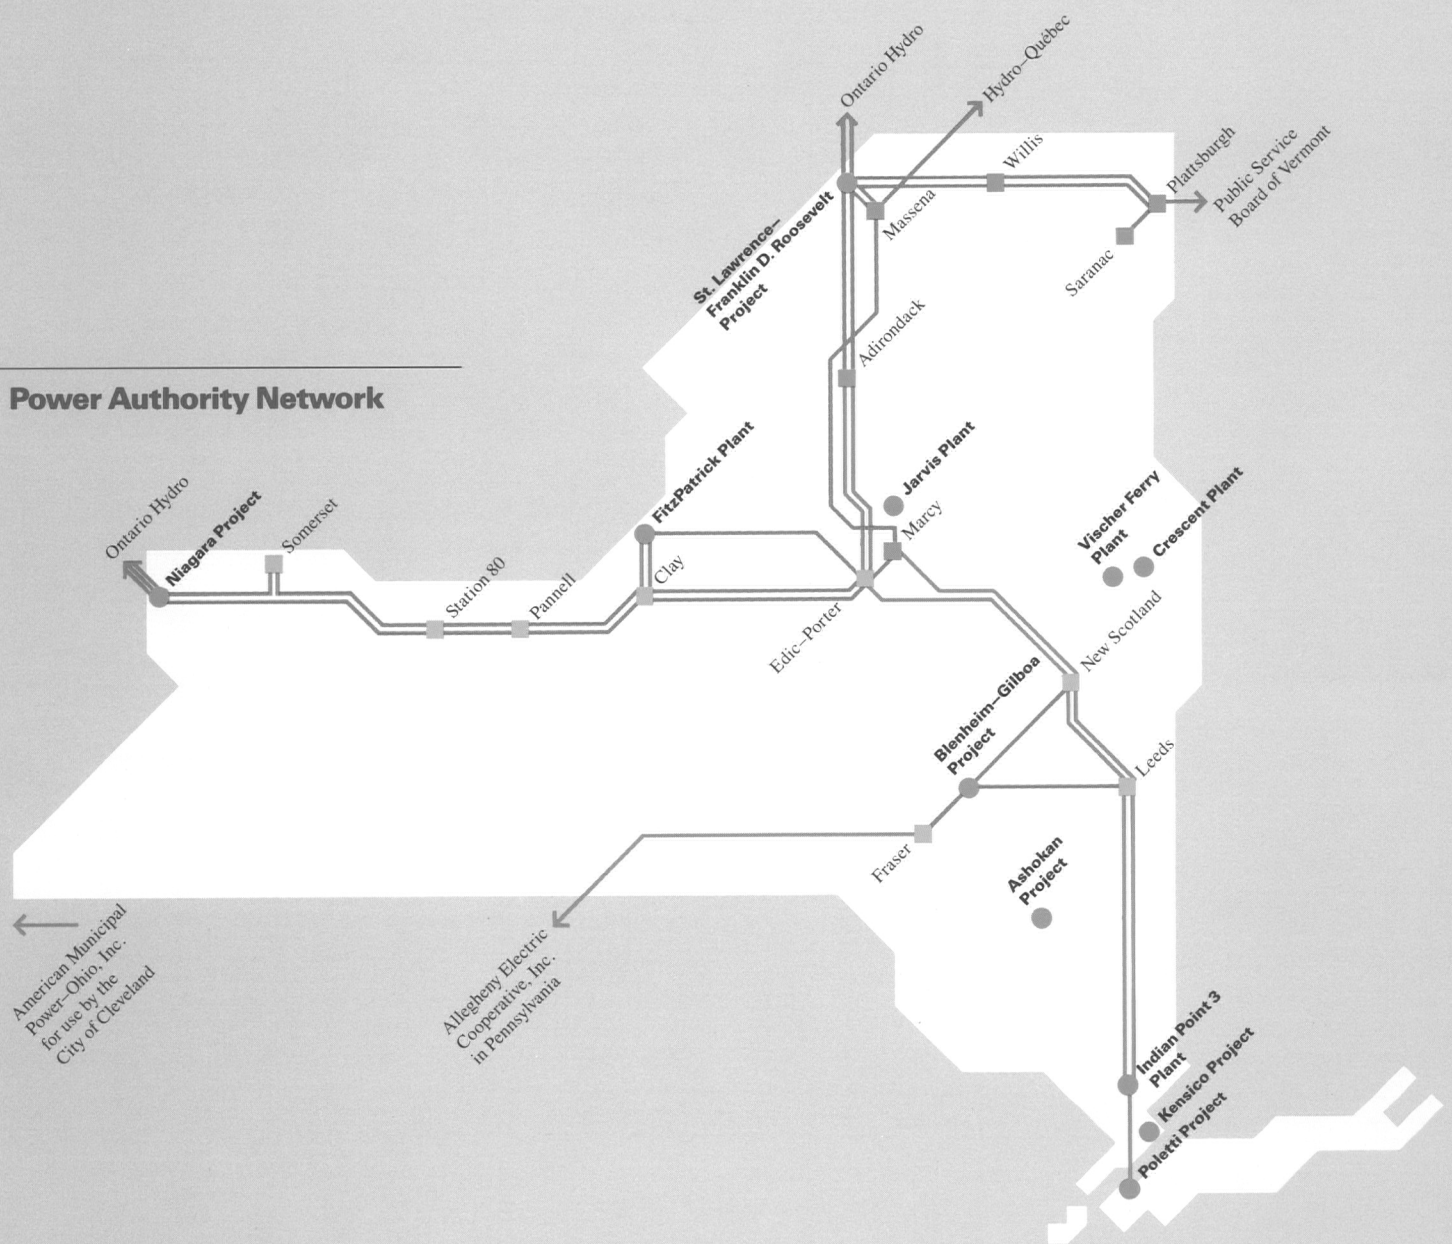 Power Authority Network
Ontario Hydro
Hydro–Québec
Willis
Plattsburgh
Public Service
Board of Vermont
Massena
Saranac
St. Lawrence–
Franklin D. Roosevelt
Project
Adirondack
FitzPatrick Plant
Jarvis Plant
Marcy
Vischer Ferry
Plant
Crescent Plant
Ontario Hydro
Niagara Project
Somerset
Station 80
Pannell
Clay
Edic–Porter
New Scotland
Blenheim–Gilboa
Project
Leeds
Fraser
Ashokan
Project
American Municipal
Power–Ohio, Inc.
for use by the
City of Cleveland
Allegheny Electric
Cooperative, Inc.
in Pennsylvania
Indian Point 3
Plant
Kensico Project
Poletti Project